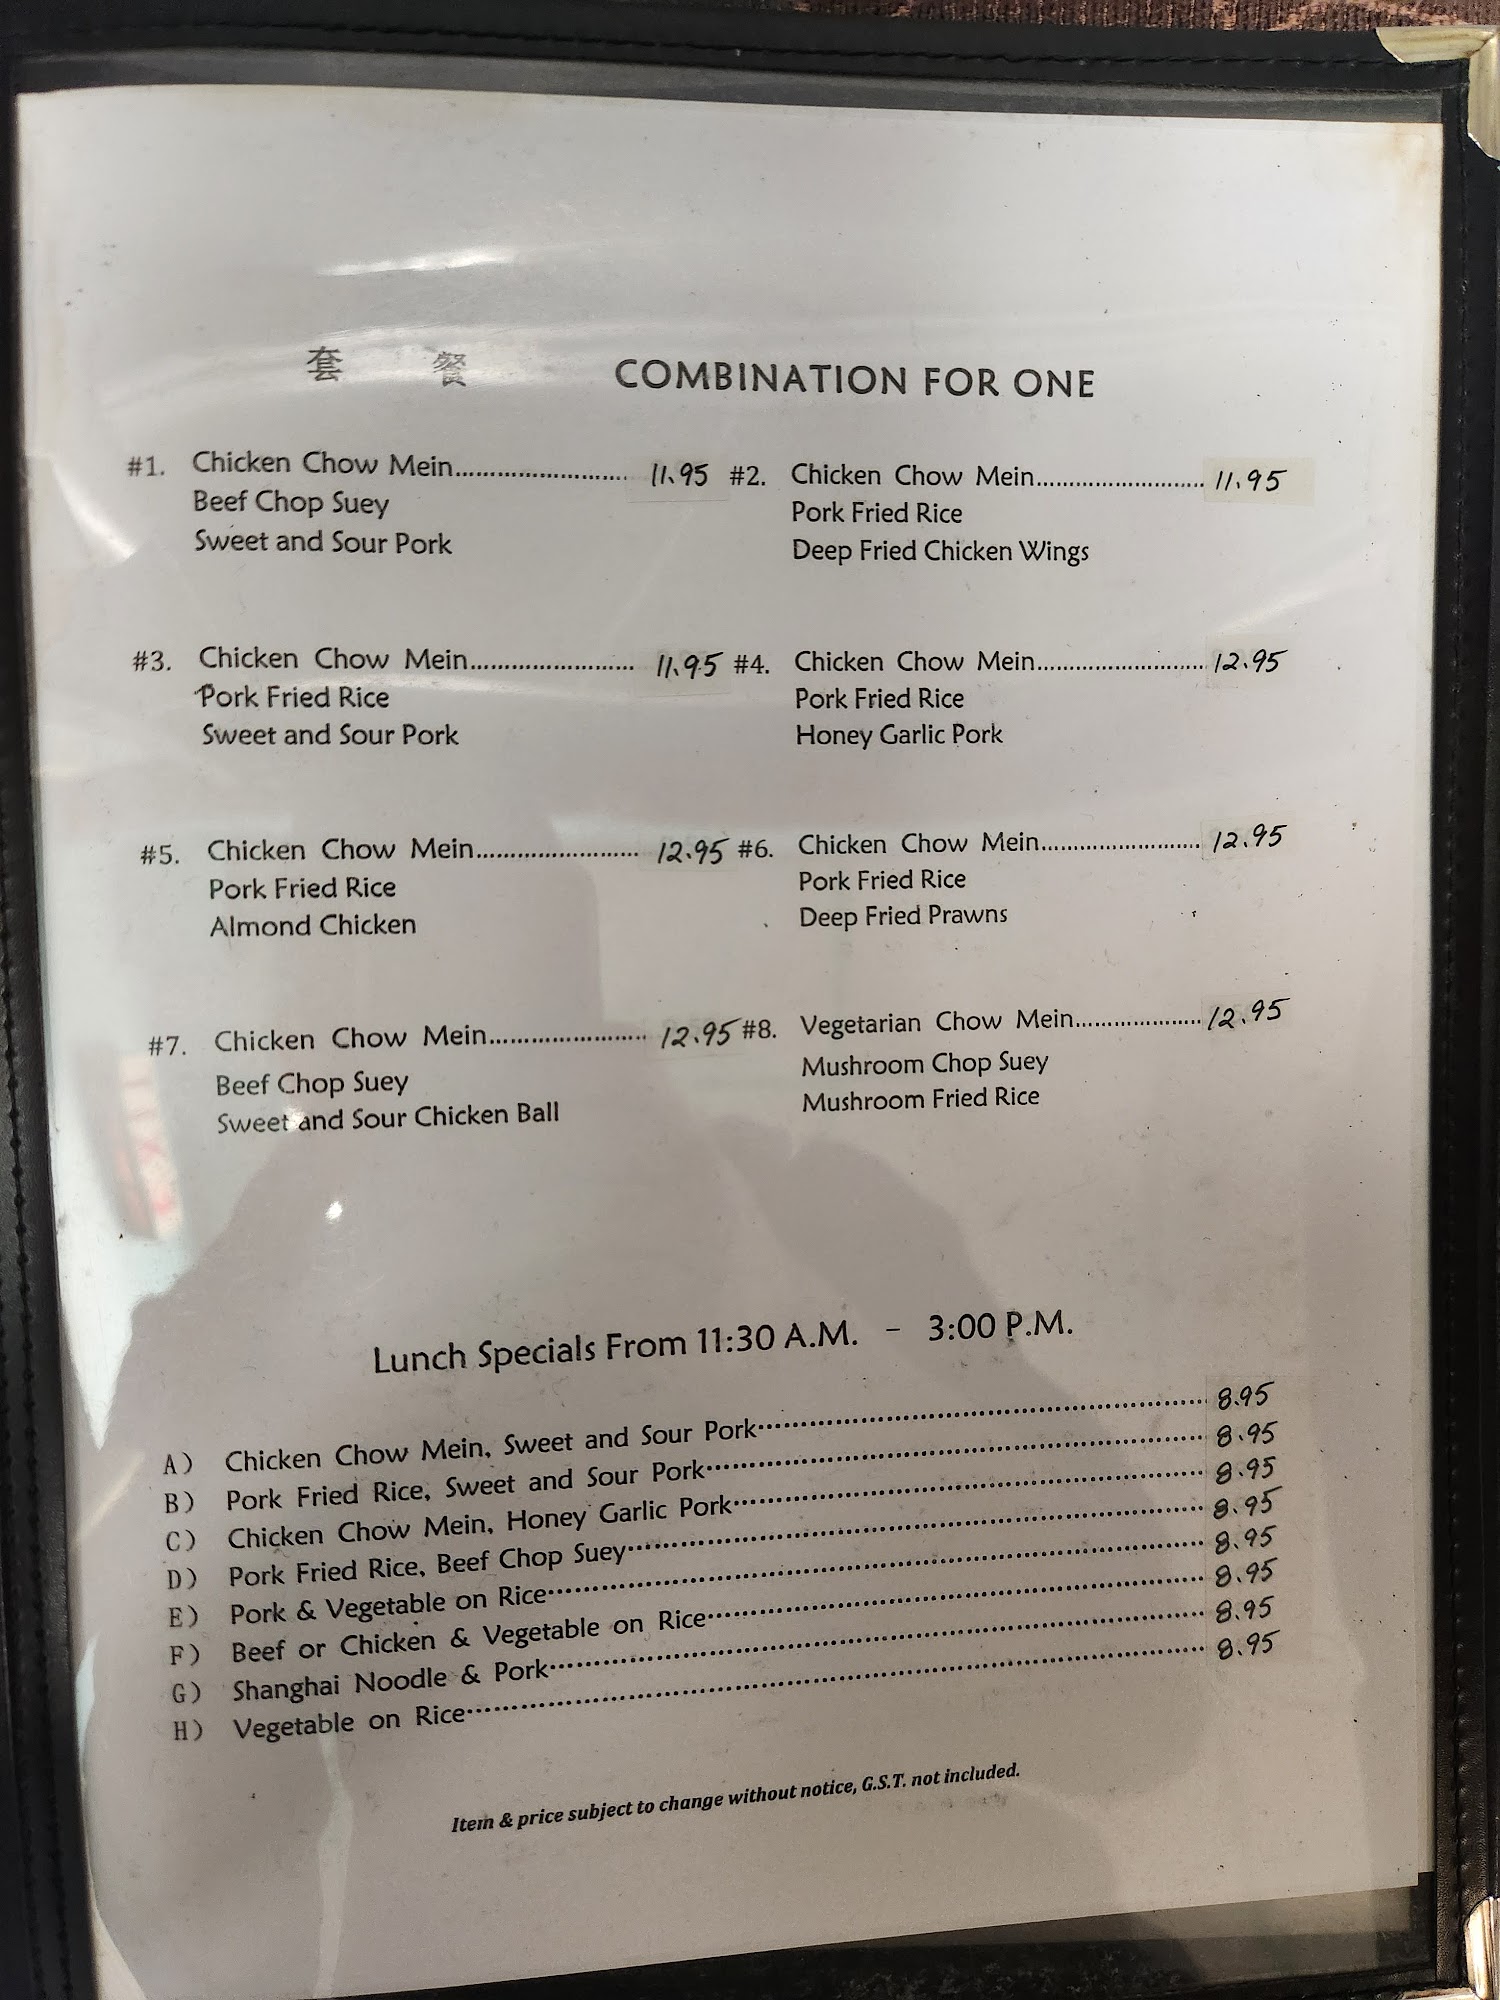 套 餐 COMBINATION FOR ONE
#1. Chicken Chow Mein.............................. 11.95 #2. Chicken Chow Mein.............................. 11.95
Beef Chop Suey Pork Fried Rice
Sweet and Sour Pork Deep Fried Chicken Wings
#3. Chicken Chow Mein.............................. 11.95 #4. Chicken Chow Mein.............................. 12.95
Pork Fried Rice Pork Fried Rice
Sweet and Sour Pork Honey Garlic Pork
#5. Chicken Chow Mein.............................. 12.95 #6. Chicken Chow Mein.............................. 12.95
Pork Fried Rice Pork Fried Rice
Almond Chicken Deep Fried Prawns
#7. Chicken Chow Mein.............................. 12.95 #8. Vegetarian Chow Mein...................... 12.95
Beef Chop Suey Mushroom Chop Suey
Sweet and Sour Chicken Ball Mushroom Fried Rice
Lunch Specials From 11:30 A.M. - 3:00 P.M.
A) Chicken Chow Mein, Sweet and Sour Pork.............................. 8.95
B) Pork Fried Rice, Sweet and Sour Pork.............................. 8.95
C) Chicken Chow Mein, Honey Garlic Pork.............................. 8.95
D) Pork Fried Rice, Beef Chop Suey.............................. 8.95
E) Pork & Vegetable on Rice.............................. 8.95
F) Beef or Chicken & Vegetable on Rice.............................. 8.95
G) Shanghai Noodle & Pork.............................. 8.95
H) Vegetable on Rice.............................. 8.95
Item & price subject to change without notice, G.S.T. not included.